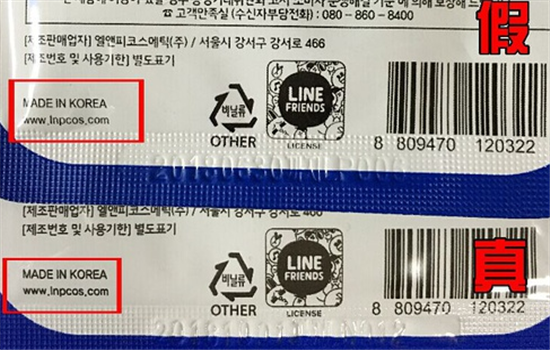 ☎ 고객만족실 (수신자부담전화) : 080 – 860 – 8400
[제조판매업자] 엘앤피코스메틱(주) / 서울시 강서구 강서로 466
[제조번호 및 사용기한] 별도표기
假
MADE IN KOREA
www.lnpcos.com
비닐류
OTHER
LINE
FRIENDS
LICENSE
8 809470 120322
[제조판매업자] 엘앤피코스메틱(주) / 서울시 강서구 강서로
[제조번호 및 사용기한] 별도표기
真
MADE IN KOREA
www.lnpcos.com
비닐류
OTHER
LINE
FRIENDS
LICENSE
8 809470 120322